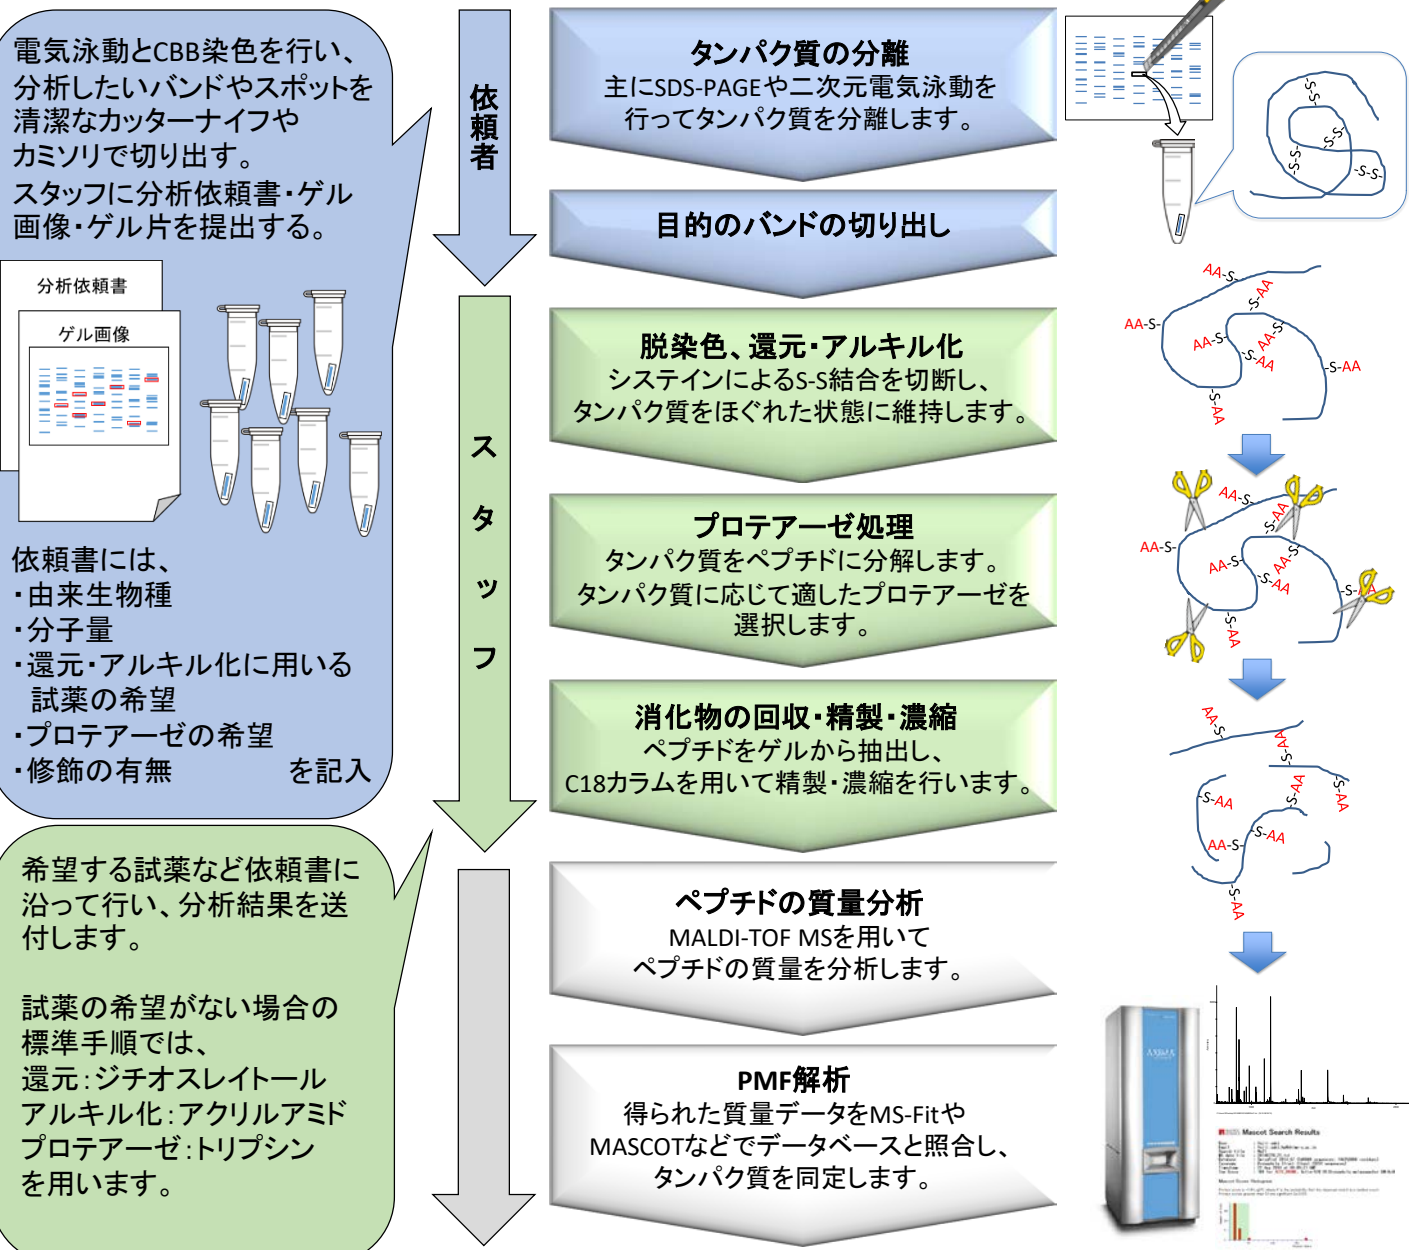 電気泳動とCBB染色を行い、
分析したいバンドやスポットを
清潔なカッターナイフや
カミソリで切り出す。
スタッフに分析依頼書・ゲル
画像・ゲル片を提出する。
分析依頼書
ゲル画像
依頼書には、
・由来生物種
・分子量
・還元・アルキル化に用いる
試薬の希望
・プロテアーゼの希望
・修飾の有無 を記入
希望する試薬など依頼書に
沿って行い、分析結果を送
付します。
試薬の希望がない場合の
標準手順では、
還元：ジチオスレイトール
アルキル化：アクリルアミド
プロテアーゼ：トリプシン
を用います。
依頼者
スタッフ
タンパク質の分離
主にSDS-PAGEや二次元電気泳動を
行ってタンパク質を分離します。
目的のバンドの切り出し
脱染色、還元・アルキル化
システインによるS-S結合を切断し、
タンパク質をほぐれた状態に維持します。
プロテアーゼ処理
タンパク質をペプチドに分解します。
タンパク質に応じて適したプロテアーゼを
選択します。
消化物の回収・精製・濃縮
ペプチドをゲルから抽出し、
C18カラムを用いて精製・濃縮を行います。
ペプチドの質量分析
MALDI-TOF MSを用いて
ペプチドの質量を分析します。
PMF解析
得られた質量データをMS-Fitや
MASCOTなどでデータベースと照合し、
タンパク質を同定します。
-S-S-
-S-S-
-S-S-
-S-S-
AA-S-
-S-AA
AA-S-
AA-S-
AA-S-
-S-AA
-S-AA
-S-AA
AA-S-
-S-AA
AA-S-
AA-S-
AA-S-
-S-AA
-S-AA
-S-AA
AA-S-
AA-S-
-S-AA
-S-AA
-S-AA
-S-AA
AA-S-
-S-AA
AXIMA
Mascot Search Results